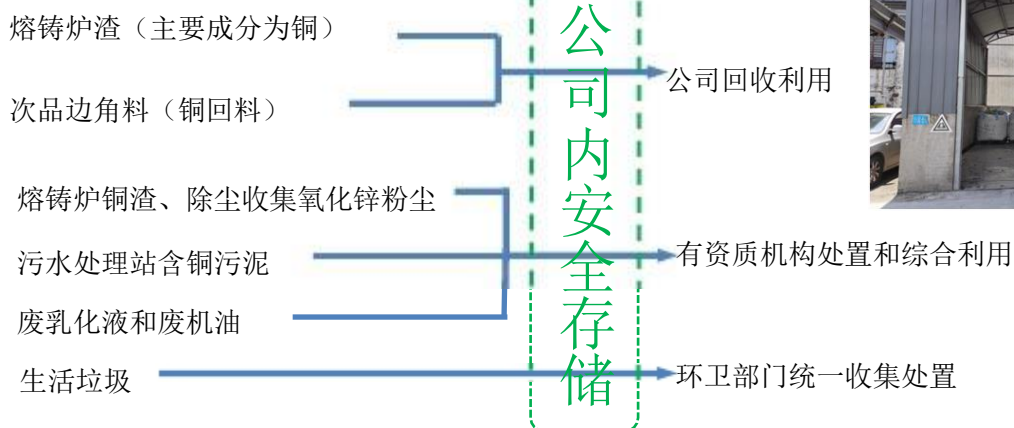 熔铸炉渣（主要成分为铜）
次品边角料（铜回料）
公司回收利用
熔铸炉铜渣、除尘收集氧化锌粉尘
污水处理站含铜污泥
废乳化液和废机油
有资质机构处置和综合利用
生活垃圾
环卫部门统一收集处置
公司内安全存储